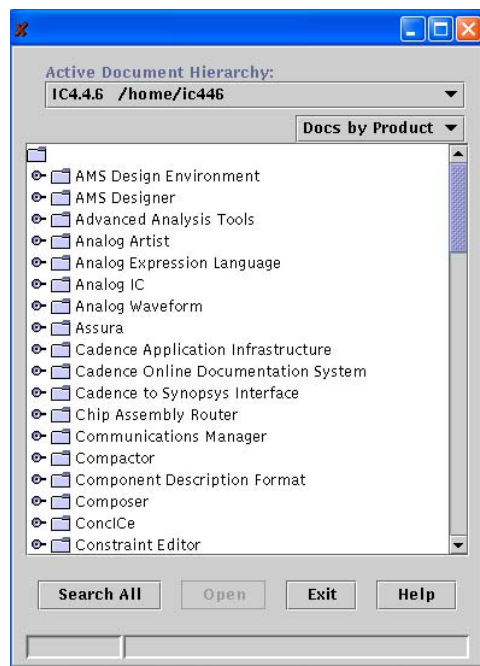 Active Document Hierarchy:
IC4.4.6 /home/ic446
Docs by Product
AMS Design Environment
AMS Designer
Advanced Analysis Tools
Analog Artist
Analog Expression Language
Analog IC
Analog Waveform
Assura
Cadence Application Infrastructure
Cadence Online Documentation System
Cadence to Synopsys Interface
Chip Assembly Router
Communications Manager
Compactor
Component Description Format
Composer
ConcICe
Constraint Editor
Search All Open Exit Help